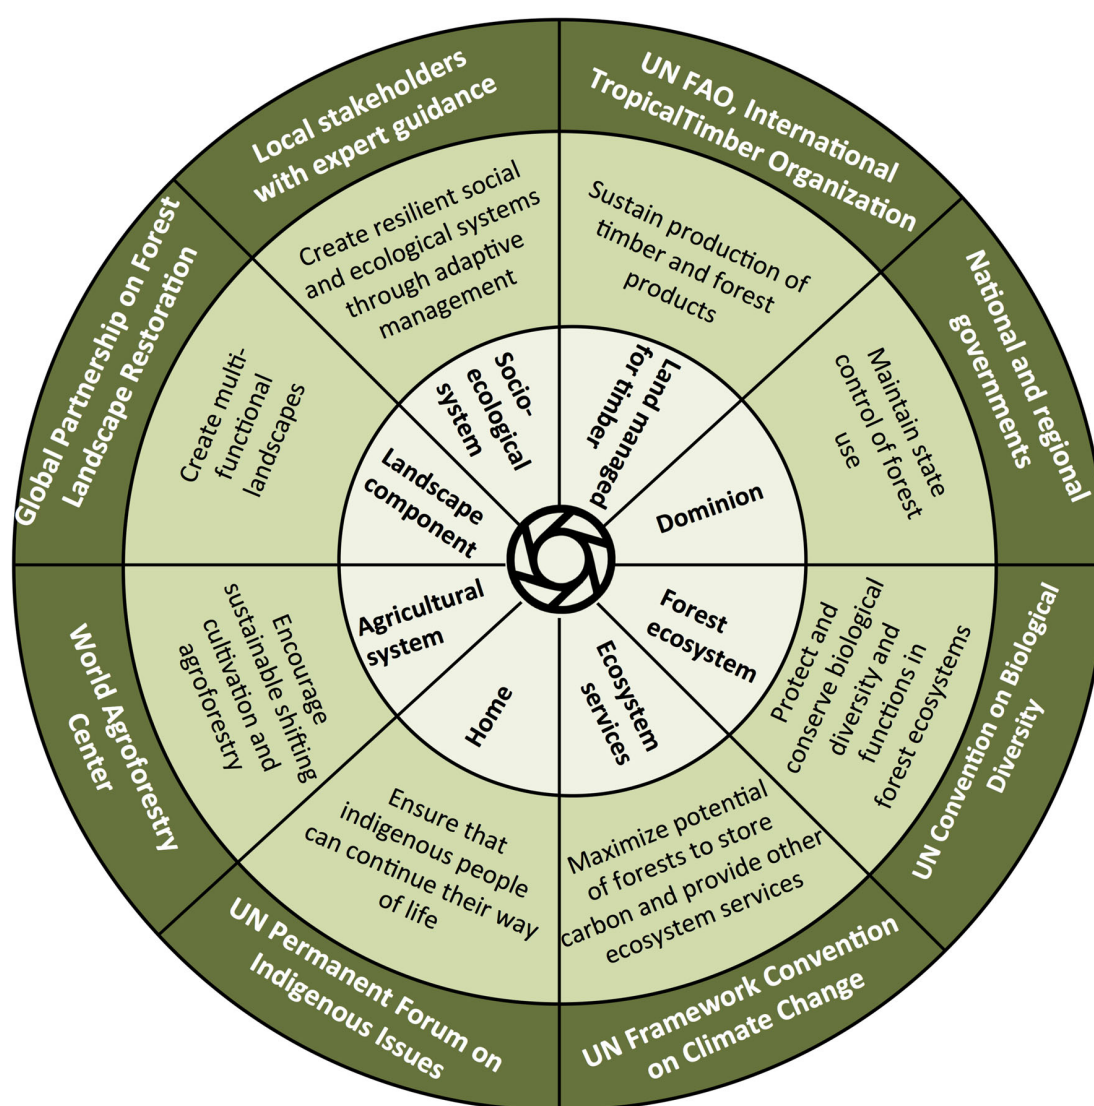 Local stakeholders
with expert guidance
UN FAO, International
TropicalTimber Organization
National and regional
governments
UN Convention on Biological
Diversity
UN Framework Convention
on Climate Change
UN Permanent Forum on
Indigenous Issues
World Agroforestry
Center
Global Partnership on Forest
Landscape Restoration
Create resilient social
and ecological systems
through adaptive
management
Sustain production of
timber and forest
products
Maintain state
control of forest
use
Protect and
conserve biological
diversity and
functions in
forest ecosystems
Maximize potential
of forests to store
carbon and provide other
ecosystem services
Ensure that
indigenous people
can continue their way
of life
Encourage
sustainable shifting
cultivation and
agroforestry
Create multi-
functional
landscapes
Socio-
ecological
system
Land managed
for timber
Dominion
Forest
ecosystem
Ecosystem
services
Home
Agricultural
system
Landscape
component